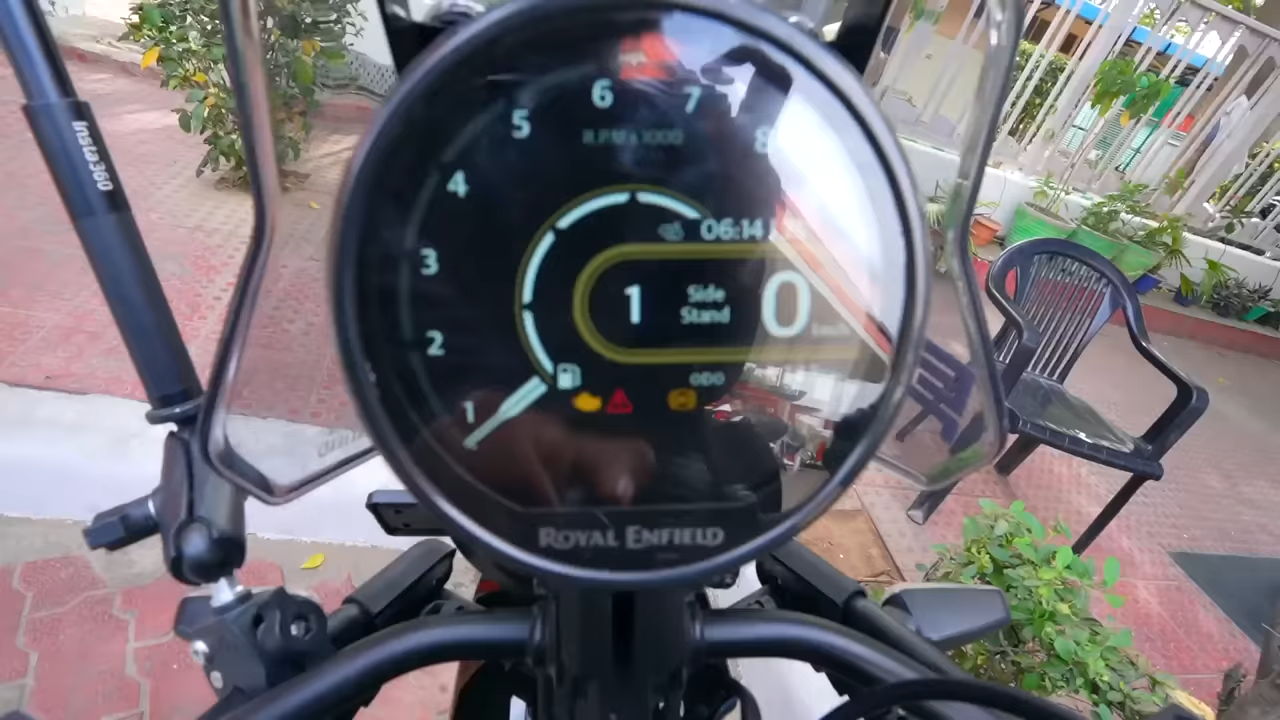 Insta360
6
7
5
8
RPM x 1000
4
06:14
3
1
Side
Stand
0
km/h
2
ODO
1
ROYAL ENFIELD